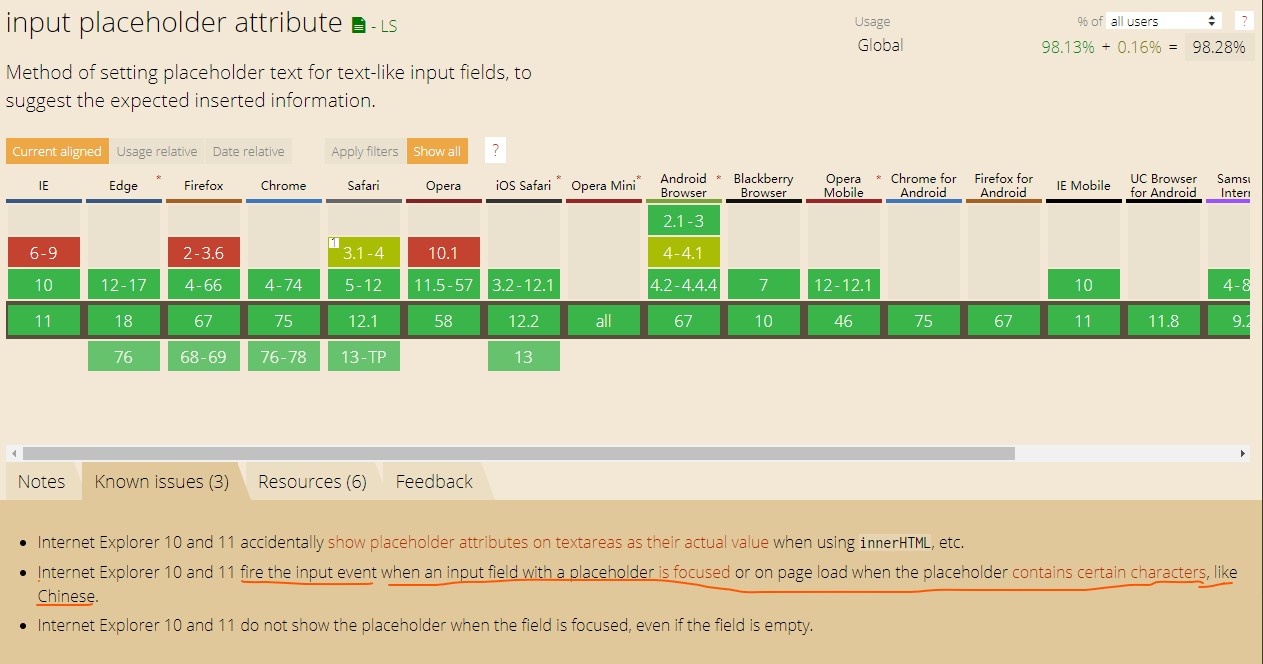 input placeholder attribute - LS
Usage
% of all users ?
Global
98.13% + 0.16% = 98.28%
Method of setting placeholder text for text-like input fields, to
suggest the expected inserted information.
Current aligned Usage relative Date relative Apply filters Show all ?
IE Edge * Firefox Chrome Safari Opera iOS Safari * Opera Mini * Android Browser * Blackberry Browser Opera Mobile * Chrome for Android Firefox for Android IE Mobile UC Browser for Android
2.1-3
6-9 2-3.6 1 3.1-4 10.1 4-4.1
10 12-17 4-66 4-74 5-12 11.5-57 3.2-12.1 4.2-4.4.4 7 12-12.1 10 4-8
11 18 67 75 12.1 58 12.2 all 67 10 46 75 67 11 11.8 9.2
76 68-69 76-78 13-TP 13
Notes Known issues (3) Resources (6) Feedback
Internet Explorer 10 and 11 accidentally show placeholder attributes on textareas as their actual value when using innerHTML, etc.
Internet Explorer 10 and 11 fire the input event when an input field with a placeholder is focused or on page load when the placeholder contains certain characters, like
Chinese.
Internet Explorer 10 and 11 do not show the placeholder when the field is focused, even if the field is empty.